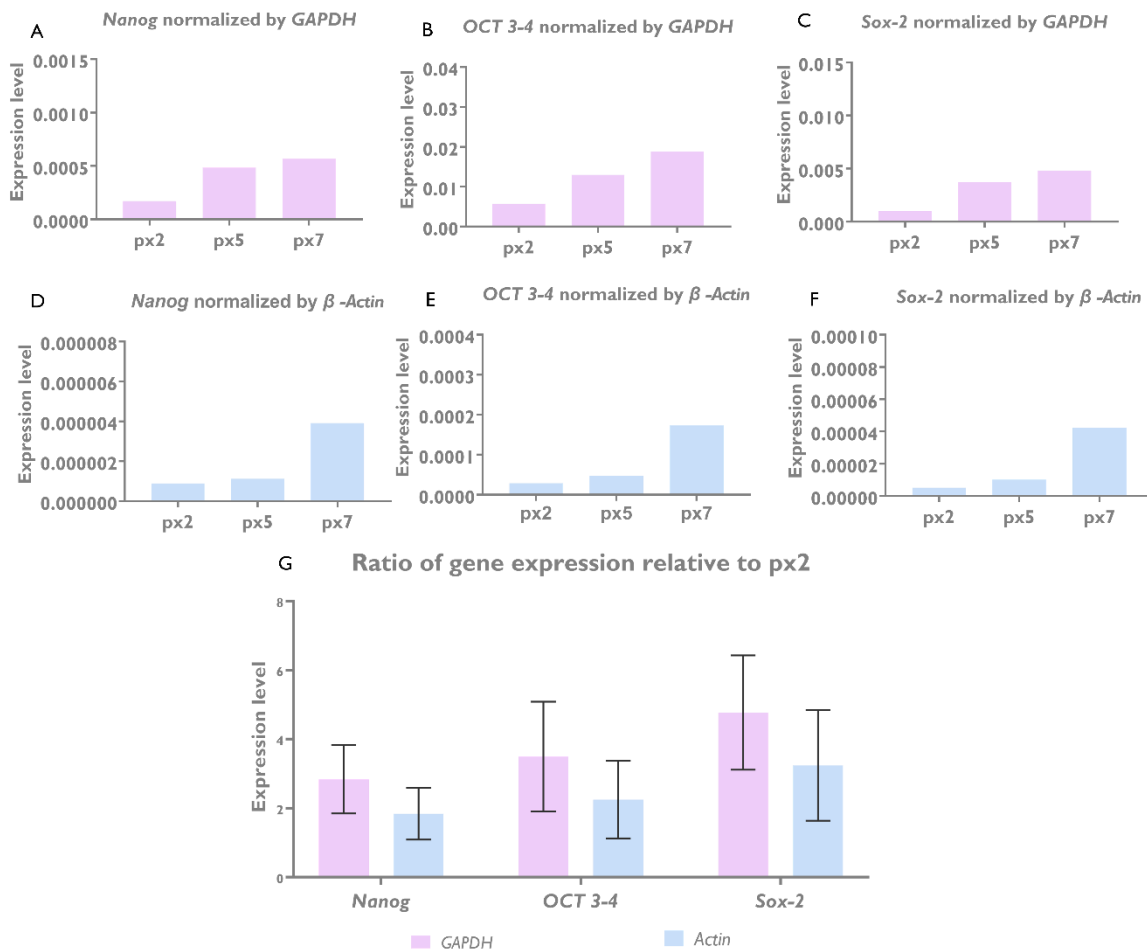 A
Nanog normalized by GAPDH
Expression level
0.0015
0.0010
0.0005
0.0000
px2 px5 px7
B
OCT 3-4 normalized by GAPDH
Expression level
0.04
0.03
0.02
0.01
0.00
px2 px5 px7
C
Sox-2 normalized by GAPDH
Expression level
0.015
0.010
0.005
0.000
px2 px5 px7
D
Nanog normalized by β -Actin
Expression level
0.000008
0.000006
0.000004
0.000002
0.000000
px2 px5 px7
E
OCT 3-4 normalized by β -Actin
Expression level
0.0004
0.0003
0.0002
0.0001
0.0000
px2 px5 px7
F
Sox-2 normalized by β -Actin
Expression level
0.00010
0.00008
0.00006
0.00004
0.00002
0.00000
px2 px5 px7
G
Ratio of gene expression relative to px2
Expression level
8
6
4
2
0
Nanog OCT 3-4 Sox-2
GAPDH Actin